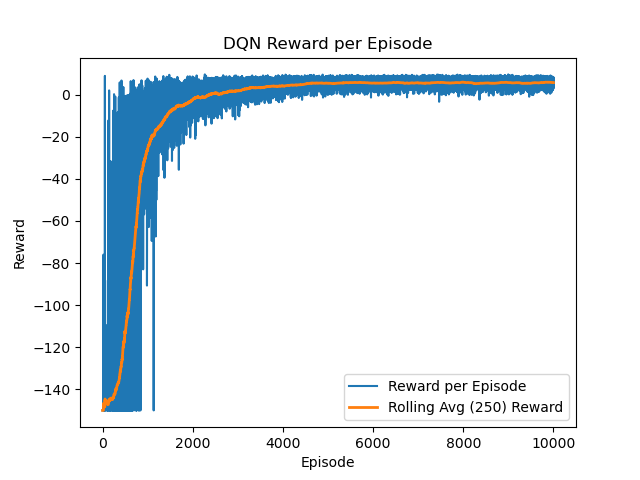 DQN Reward per Episode
Reward
0
−20
−40
−60
−80
−100
−120
−140
Reward per Episode
Rolling Avg (250) Reward
0 2000 4000 6000 8000 10000
Episode